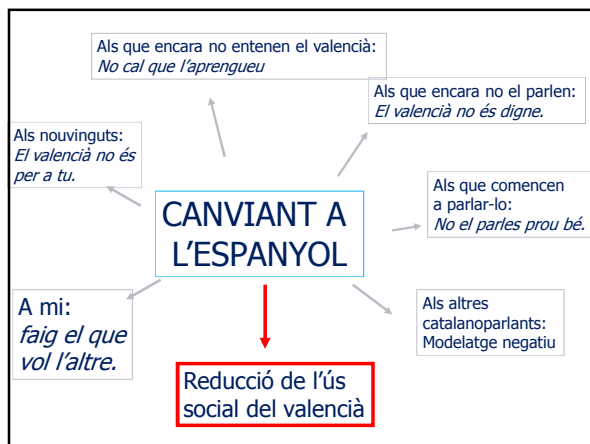 Als que encara no entenen el valencià:
No cal que l'aprengueu
Als que encara no el parlen:
El valencià no és digne.
Als nouvinguts:
El valencià no és
per a tu.
CANVIANT A
L'ESPANYOL
Als que comencen
a parlar-lo:
No el parles prou bé.
A mi:
faig el que
vol l'altre.
Als altres
catalanoparlants:
Modelatge negatiu
Reducció de l'ús
social del valencià